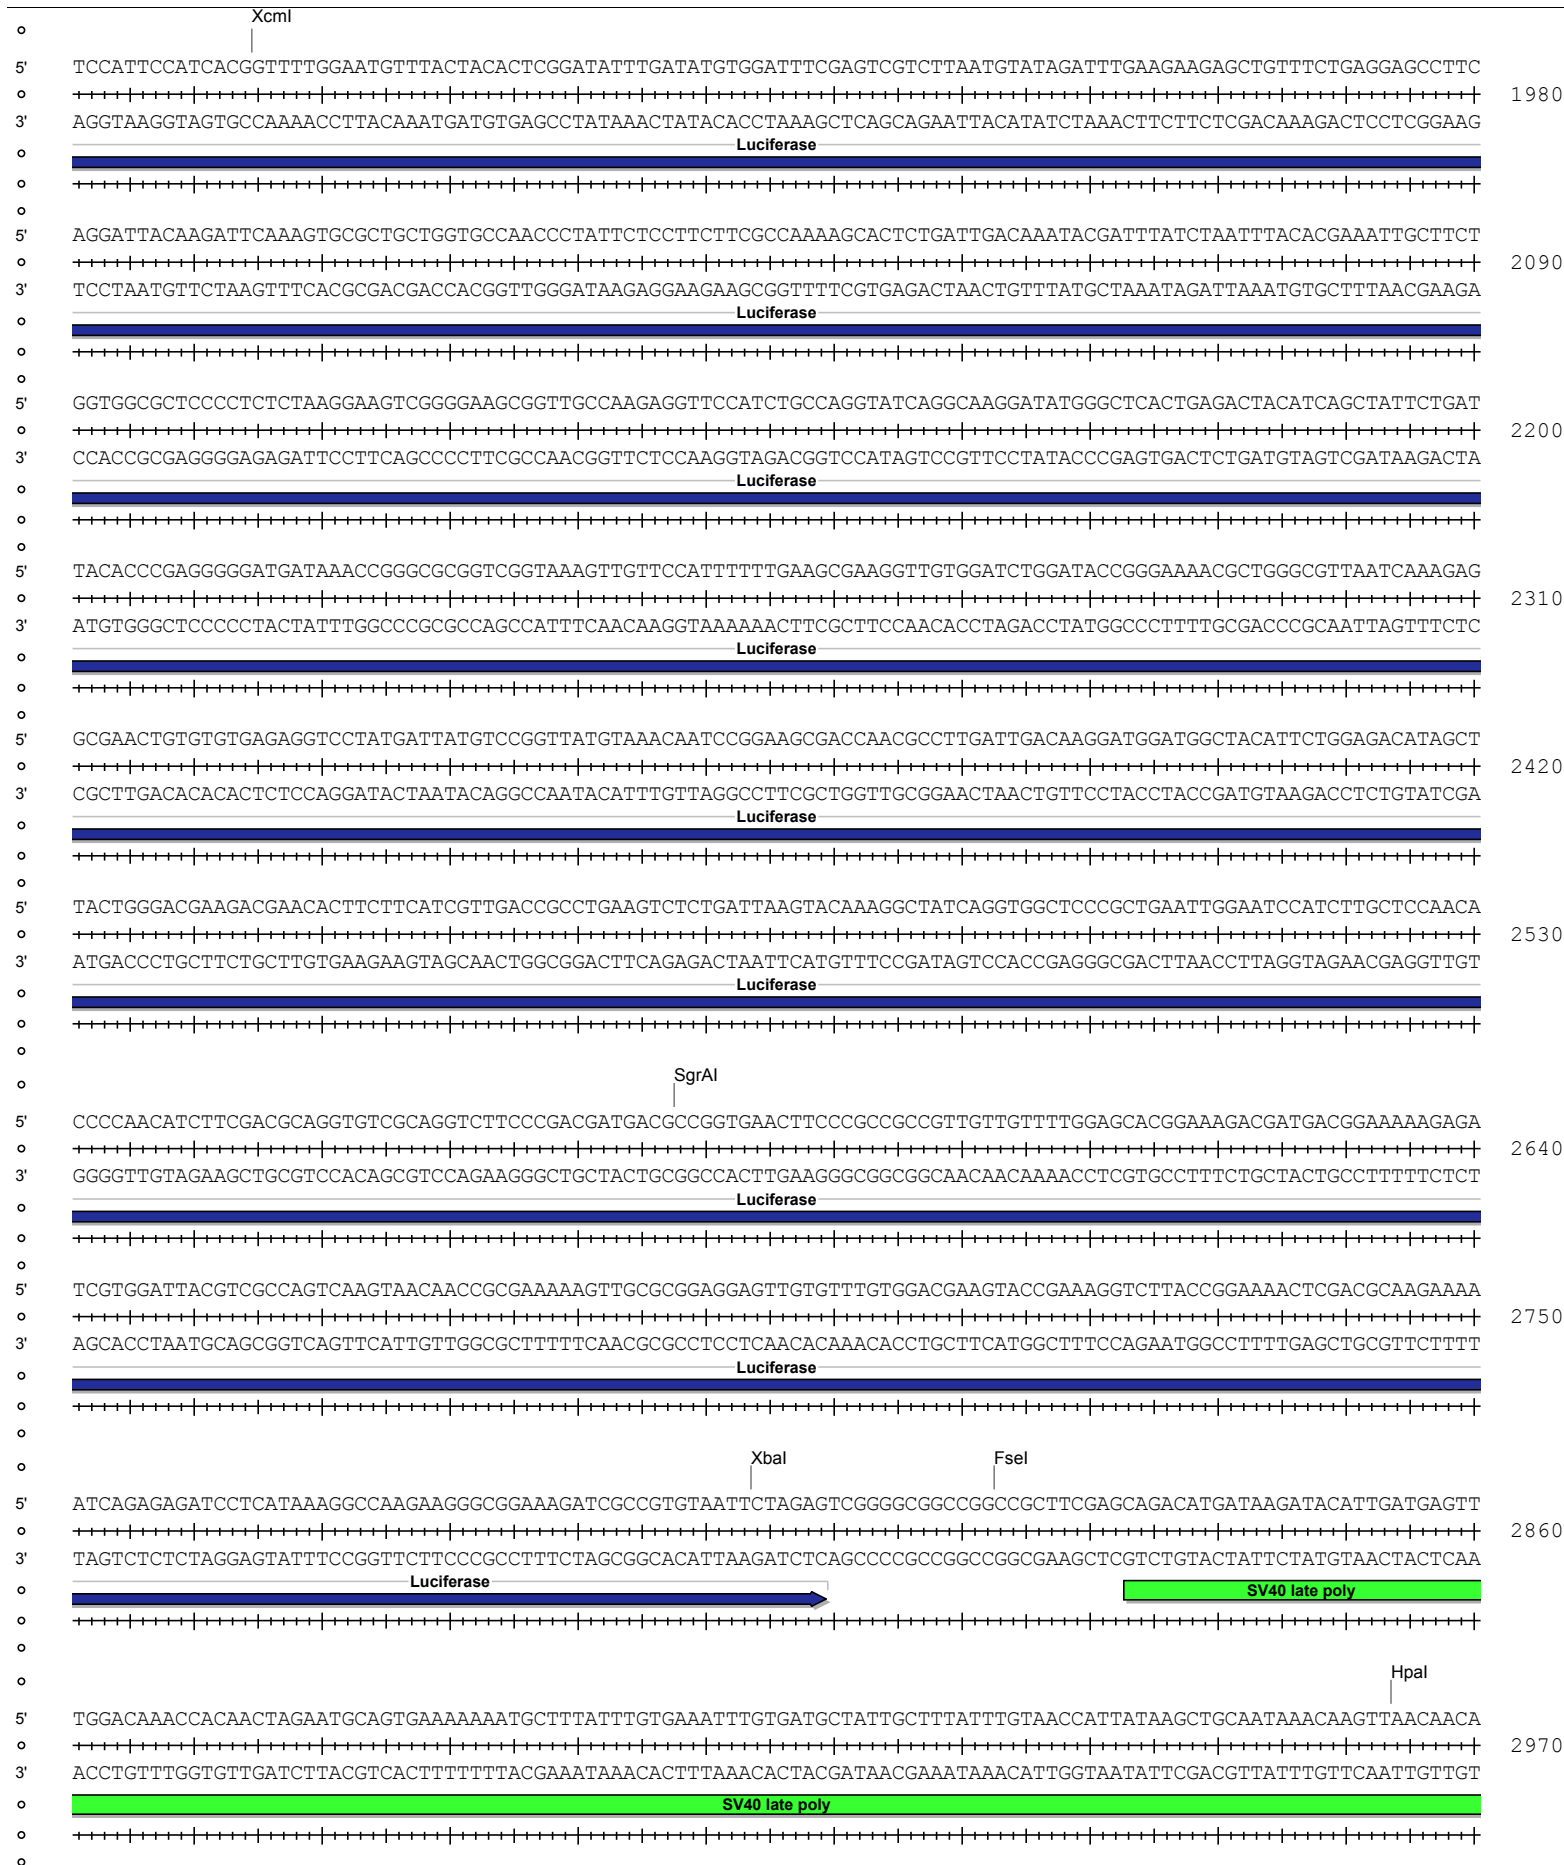 XcmI
5' TCCATTCCATCACGGTTTTGGAATGTTTACTACACTCGGATATTTGATATGTGGATTTCGAGTCGTCTTAATGTATAGATTTGAAGAAGAGCTGTTTCTGAGGAGCCTTC
1980
3' AGGTAAGGTAGTGCCAAAACCTTACAAATGATGTGAGCCTATAAACTATACACCTAAAGCTCAGCAGAATTACATATCTAAACTTCTTCTCGACAAAGACTCCTCGGAAG
Luciferase
5' AGGATTACAAGATTCAAAGTGCGCTGCTGGTGCCAACCCTATTCTCCTTCTTCGCCAAAAGCACTCTGATTGACAAATACGATTTATCTAATTTACACGAAATTGCTTCT
2090
3' TCCTAATGTTCTAAGTTTCACGCGACGACCACGGTTGGGATAAGAGGAAGAAGCGGTTTTCGTGAGACTAACTGTTTATGCTAAATAGATTAAATGTGCTTTAACGAAGA
Luciferase
5' GGTGGCGCTCCCCTCTCTAAGGAAGTCGGGGAAGCGGTTGCCAAGAGGTTCCATCTGCCAGGTATCAGGCAAGGATATGGGCTCACTGAGACTACATCAGCTATTCTGAT
2200
3' CCACCGCGAGGGGAGAGATTCCTTCAGCCCCTTCGCCAACGGTTCTCCAAGGTAGACGGTCCATAGTCCGTTCCTATACCCGAGTGACTCTGATGTAGTCGATAAGACTA
Luciferase
5' TACACCCGAGGGGGATGATAAACCGGGCGCGGTCGGTAAAGTTGTTCCATTTTTTGAAGCGAAGGTTGTGGATCTGGATACCGGGAAAACGCTGGGCGTTAATCAAAGAG
2310
3' ATGTGGGCTCCCCCTACTATTTGGCCCGCGCCAGCCATTTCAACAAGGTAAAAAACTTCGCTTCCAACACCTAGACCTATGGCCCTTTTGCGACCCGCAATTAGTTTCTC
Luciferase
5' GCGAACTGTGTGTGAGAGGTCCTATGATTATGTCCGGTTATGTAAACAATCCGGAAGCGACCAACGCCTTGATTGACAAGGATGGATGGCTACATTCTGGAGACATAGCT
2420
3' CGCTTGACACACACTCTCCAGGATACTAATACAGGCCAATACATTTGTTAGGCCTTCGCTGGTTGCGGAACTAACTGTTCCTACCTACCGATGTAAGACCTCTGTATCGA
Luciferase
5' TACTGGGACGAAGACGAACACTTCTTCATCGTTGACCGCCTGAAGTCTCTGATTAAGTACAAAGGCTATCAGGTGGCTCCCGCTGAATTGGAATCCATCTTGCTCCAACA
2530
3' ATGACCCTGCTTCTGCTTGTGAAGAAGTAGCAACTGGCGGACTTCAGAGACTAATTCATGTTTCCGATAGTCCACCGAGGGCGACTTAACCTTAGGTAGAACGAGGTTGT
Luciferase
SgrAI
5' CCCCAACATCTTCGACGCAGGTGTCGCAGGTCTTCCCGACGATGACGCCGGTGAACTTCCCGCCGCCGTTGTTGTTTTGGAGCACGGAAAGACGATGACGGAAAAAGAGA
2640
3' GGGGTTGTAGAAGCTGCGTCCACAGCGTCCAGAAGGGCTGCTACTGCGGCCACTTGAAGGGCGGCGGCAACAACAAAACCTCGTGCCTTTCTGCTACTGCCTTTTTCTCT
Luciferase
5' TCGTGGATTACGTCGCCAGTCAAGTAACAACCGCGAAAAAGTTGCGCGGAGGAGTTGTGTTTGTGGACGAAGTACCGAAAGGTCTTACCGGAAAACTCGACGCAAGAAAA
2750
3' AGCACCTAATGCAGCGGTCAGTTCATTGTTGGCGCTTTTTCAACGCGCCTCCTCAACACAAACACCTGCTTCATGGCTTTCCAGAATGGCCTTTTGAGCTGCGTTCTTTT
Luciferase
XbaI FseI
5' ATCAGAGAGATCCTCATAAAGGCCAAGAAGGGCGGAAAGATCGCCGTGTAATTCTAGAGTCGGGGCGGCCGGCCGCTTCGAGCAGACATGATAAGATACATTGATGAGTT
2860
3' TAGTCTCTCTAGGAGTATTTCCGGTTCTTCCCGCCTTTCTAGCGGCACATTAAGATCTCAGCCCCGCCGGCCGGCGAAGCTCGTCTGTACTATTCTATGTAACTACTCAA
Luciferase SV40 late poly
HpaI
5' TGGACAAACCACAACTAGAATGCAGTGAAAAAAATGCTTTATTTGTGAAATTTGTGATGCTATTGCTTTATTTGTAACCATTATAAGCTGCAATAAACAAGTTAACAACA
2970
3' ACCTGTTTGGTGTTGATCTTACGTCACTTTTTTTACGAAATAAACACTTTAAACACTACGATAACGAAATAAACATTGGTAATATTCGACGTTATTTGTTCAATTGTTGT
SV40 late poly